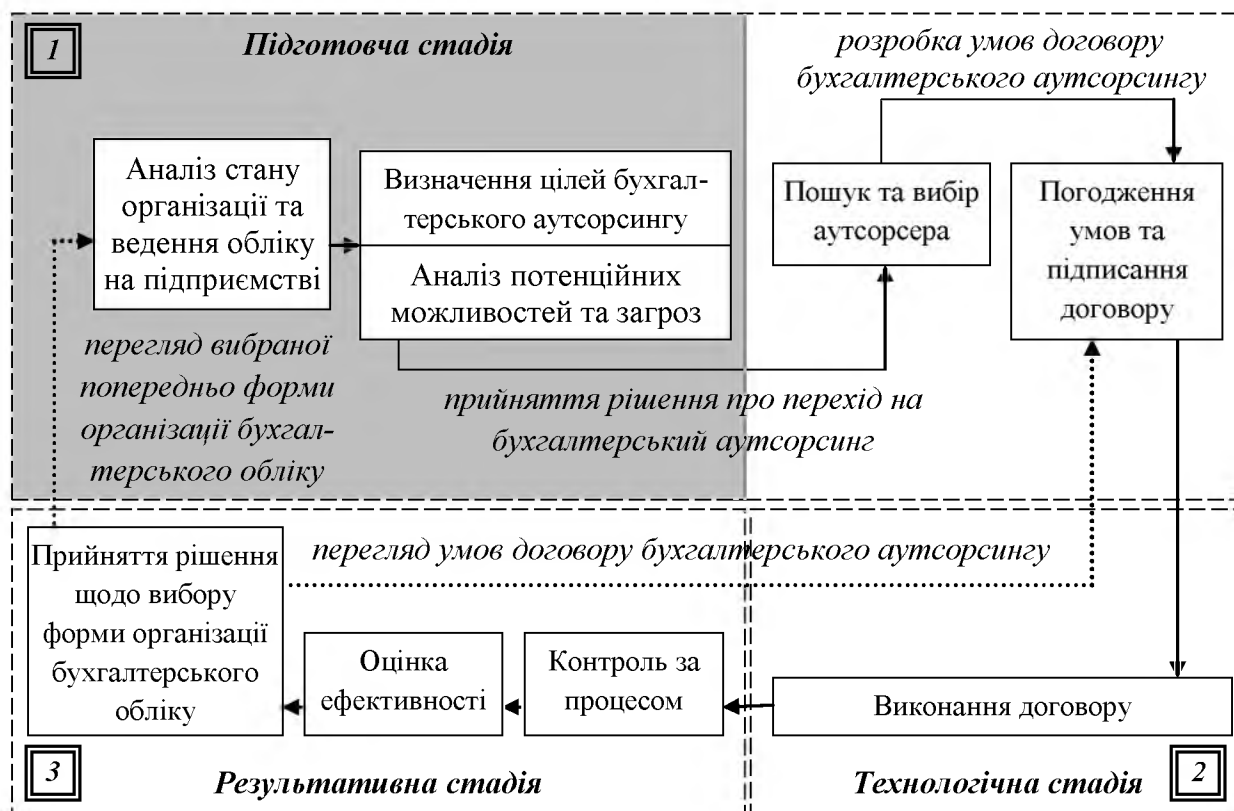 1
Підготовча стадія
розробка умов договору
бухгалтерського аутсорсингу
Аналіз стану
організації та
ведення обліку
на підприємстві
Визначення цілей бухгал-
терського аутсорсингу
Аналіз потенційних
можливостей та загроз
Пошук та вибір
аутсорсера
Погодження
умов та
підписання
договору
перегляд вибраної
попередньо форми
організації бухгал-
терського обліку
прийняття рішення про перехід на
бухгалтерський аутсорсинг
Прийняття рішення
щодо вибору
форми організації
бухгалтерського
обліку
перегляд умов договору бухгалтерського аутсорсингу
Оцінка
ефективності
Контроль за
процесом
Виконання договору
3
Результативна стадія
Технологічна стадія
2